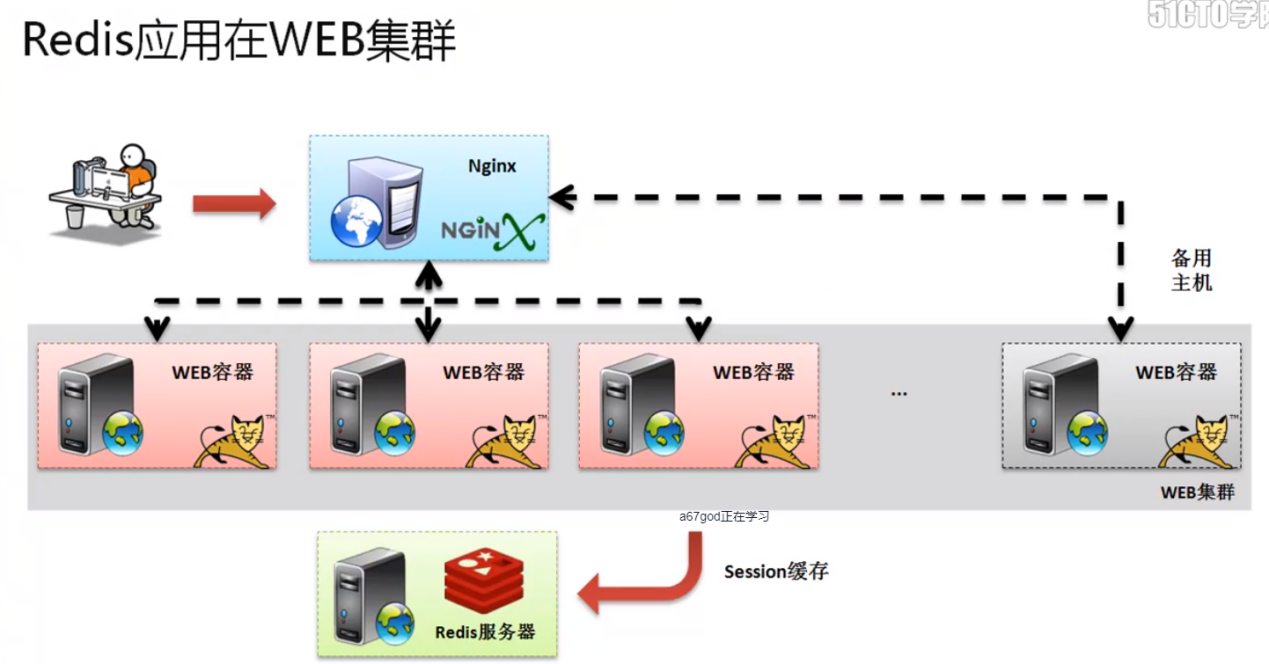 51CTO学院
Redis应用在WEB集群
Nginx
NGiNX
备用
主机
WEB容器
WEB容器
WEB容器
...
WEB容器
TM
TM
TM
TM
WEB集群
a67god正在学习
Session缓存
Redis服务器